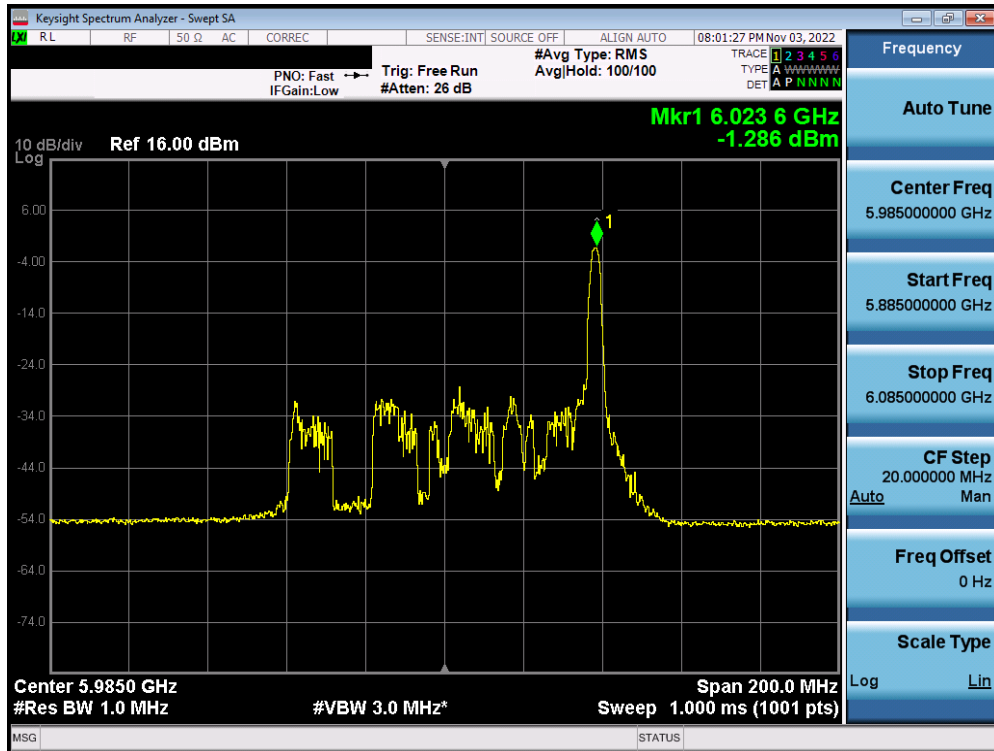 Keysight Spectrum Analyzer - Swept SA
LXI RL RF 50 Ω AC CORREC SENSE:INT SOURCE OFF ALIGN AUTO 08:01:27 PM Nov 03, 2022
PNO: Fast
IFGain:Low
Trig: Free Run
#Atten: 26 dB
#Avg Type: RMS
Avg|Hold: 100/100
TRACE 1 2 3 4 5 6
TYPE A WWWWW
DET A P N N N N
Mkr1 6.023 6 GHz
-1.286 dBm
10 dB/div
Log
Ref 16.00 dBm
6.00
-4.00
-14.0
-24.0
-34.0
-44.0
-54.0
-64.0
-74.0
1
Center 5.9850 GHz
Span 200.0 MHz
#Res BW 1.0 MHz
#VBW 3.0 MHz*
Sweep 1.000 ms (1001 pts)
MSG
STATUS
Frequency
Auto Tune
Center Freq
5.985000000 GHz
Start Freq
5.885000000 GHz
Stop Freq
6.085000000 GHz
CF Step
20.000000 MHz
Auto Man
Freq Offset
0 Hz
Scale Type
Log Lin